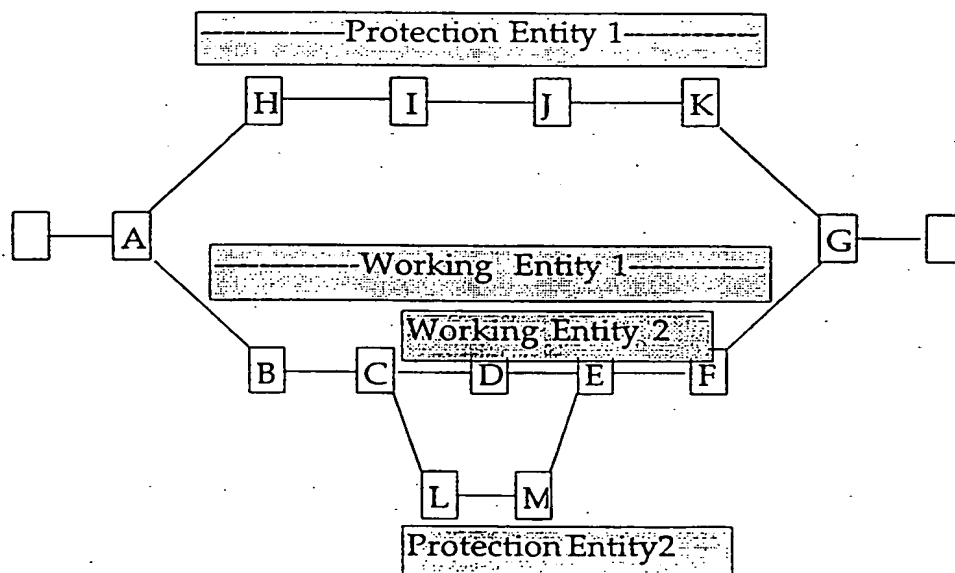 Protection Entity 1
H I J K
A G
Working Entity 1
Working Entity 2
B C D E F
L M
Protection Entity2